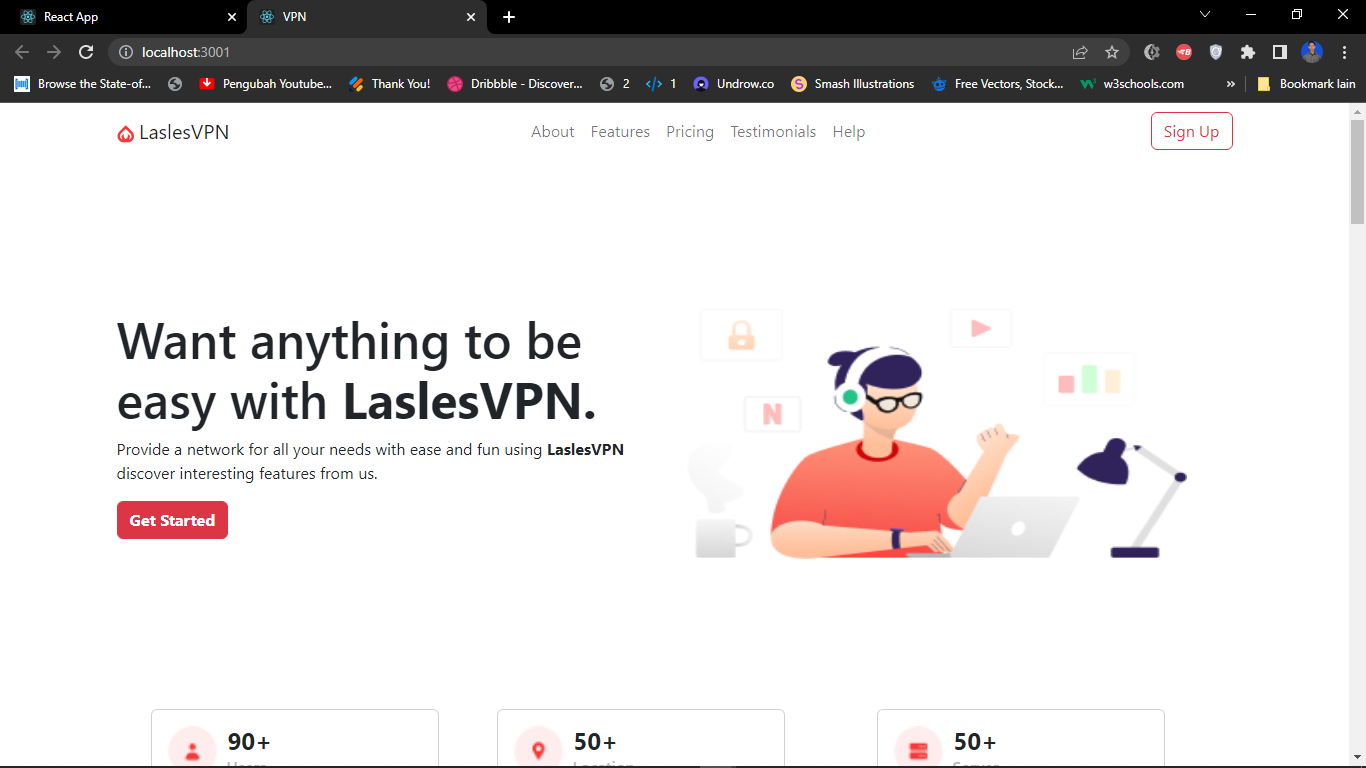 React App
VPN
localhost:3001
Browse the State-of...
Pengubah Youtube...
Thank You!
Dribbble - Discover...
2
</> 1
Undrow.co
S Smash Illustrations
Free Vectors, Stock...
w3schools.com
»
Bookmark lain
LaslesVPN
About
Features
Pricing
Testimonials
Help
Sign Up
Want anything to be
easy with LaslesVPN.
Provide a network for all your needs with ease and fun using LaslesVPN
discover interesting features from us.
Get Started
N
90+
Users
50+
Location
50+
Server